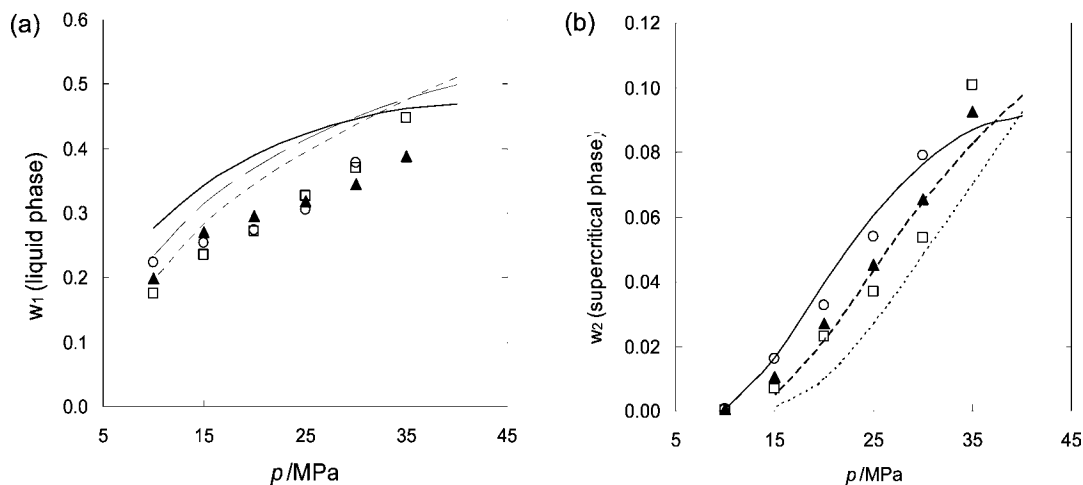 (a)
0.6
0.5
0.4
0.3
0.2
0.1
0.0
w1 (liquid phase)
5 15 25 35 45
p /MPa
(b)
0.12
0.10
0.08
0.06
0.04
0.02
0.00
w2 (supercritical phase)
5 15 25 35 45
p /MPa